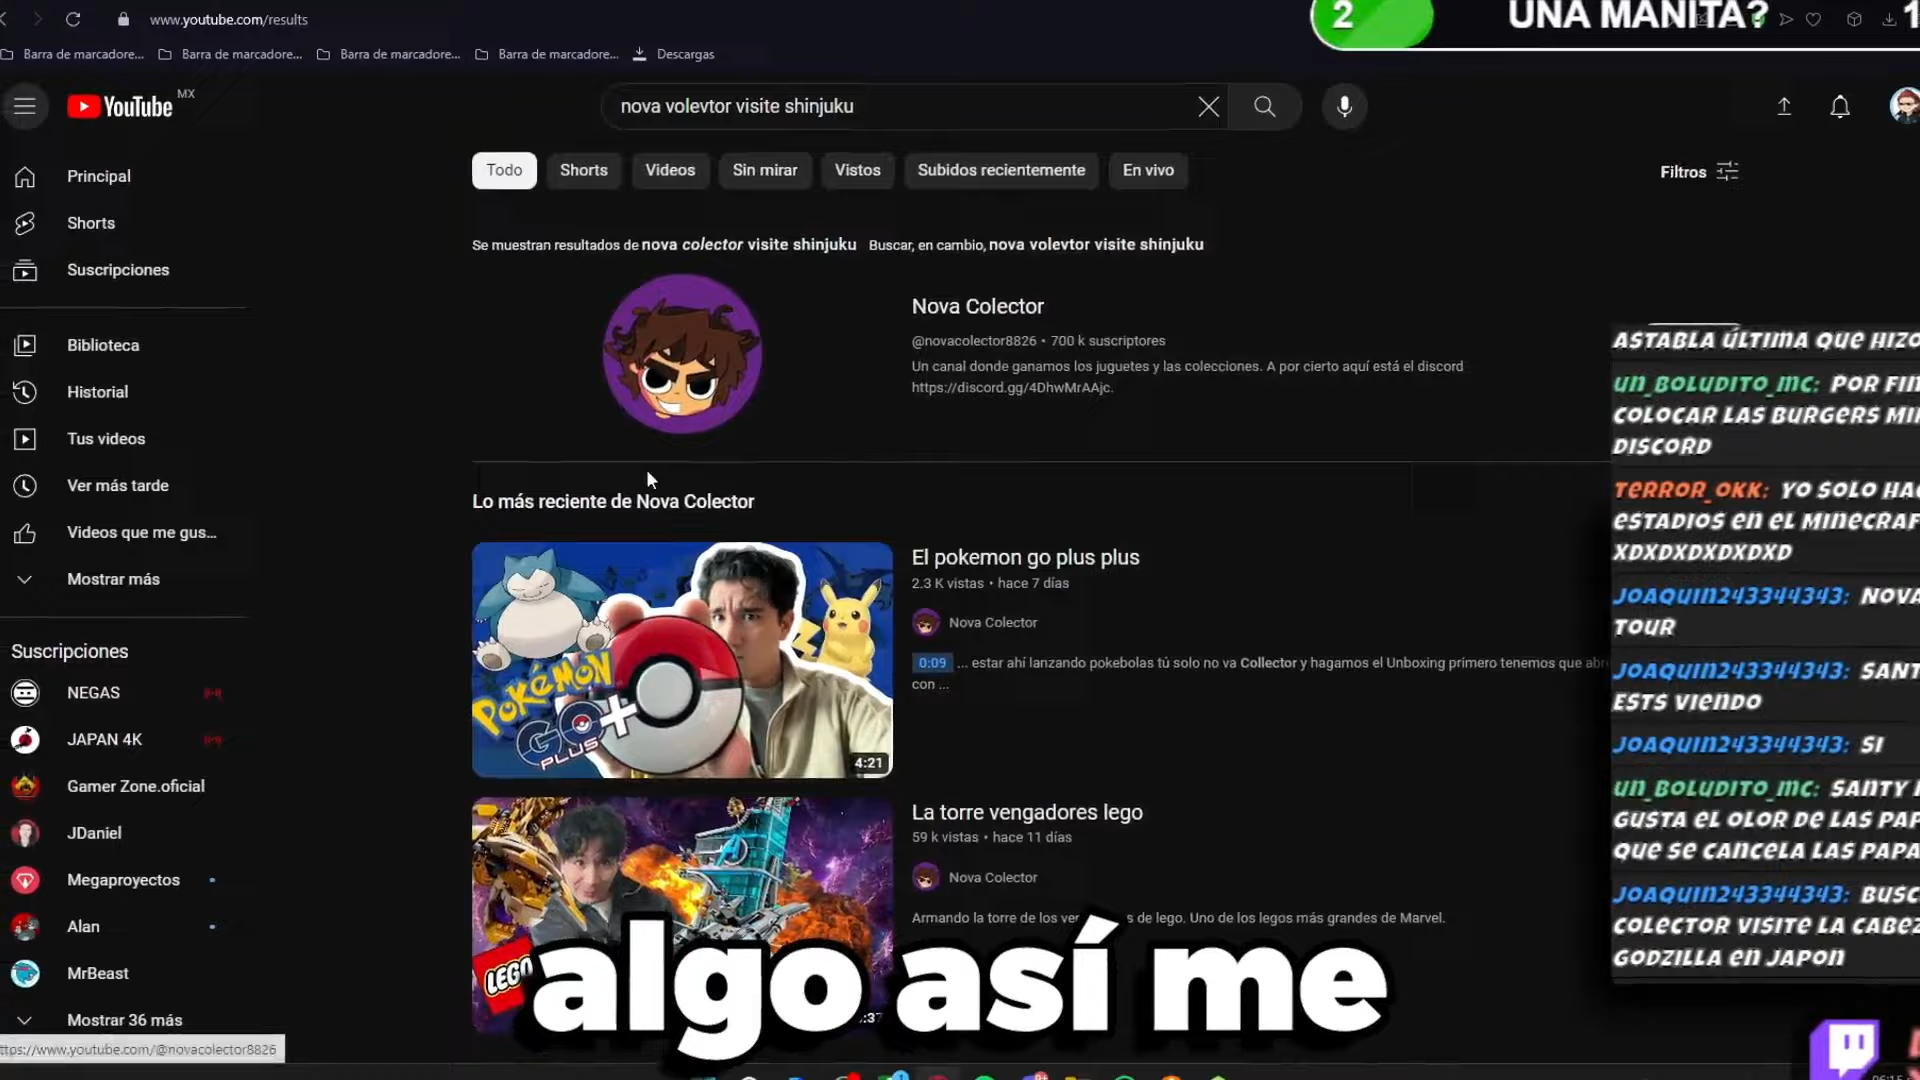 www.youtube.com/results
2
UNA MANITA?
Barra de marcadore...
Barra de marcadore...
Barra de marcadore...
Barra de marcadore...
Descargas
YouTube
MX
nova volevtor visite shinjuku
Todo
Shorts
Videos
Sin mirar
Vistos
Subidos recientemente
En vivo
Filtros
Principal
Shorts
Suscripciones
Biblioteca
Historial
Tus videos
Ver más tarde
Videos que me gus...
Mostrar más
Suscripciones
NEGAS
JAPAN 4K
Gamer Zone.oficial
JDaniel
Megaproyectos
Alan
MrBeast
Mostrar 36 más
Se muestran resultados de nova colector visite shinjuku
Buscar, en cambio, nova volevtor visite shinjuku
Nova Colector
@novacolector8826 • 700 k suscriptores
Un canal donde ganamos los juguetes y las colecciones. A por cierto aquí está el discord
https://discord.gg/4DhwMrAAjc.
Lo más reciente de Nova Colector
POKéMON
GO
PLUS
+
4:21
El pokemon go plus plus
2.3 K vistas • hace 7 días
Nova Colector
0:09 ... estar ahí lanzando pokebolas tú solo no va Collector y hagamos el Unboxing primero tenemos que abr
con ...
LEGO
:37
La torre vengadores lego
59 k vistas • hace 11 días
Nova Colector
Armando la torre de los ve s de lego. Uno de los legos más grandes de Marvel.
algo así me
ttps://www.youtube.com/@novacolector8826
ASTABLA ÚLTIMA QUE HIZO
UN_BOLUDITO_MC: POR FIN
COLOCAR LAS BURGERS MI
DISCORD
TERROR_OKK: YO SOLO HAG
ESTADIOS EN EL MINECRAF
XDXDXDXDXDXD
JOAQUIN243344343: NOVA
TOUR
JOAQUIN243344343: SANT
ESTS VIENDO
JOAQUIN243344343: SI
UN_BOLUDITO_MC: SANTY
GUSTA EL OLOR DE LAS PAP
QUE SE CANCELA LAS PAPA
JOAQUIN243344343: BUSC
COLECTOR VISITE LA CABEZ
GODZILLA EN JAPON